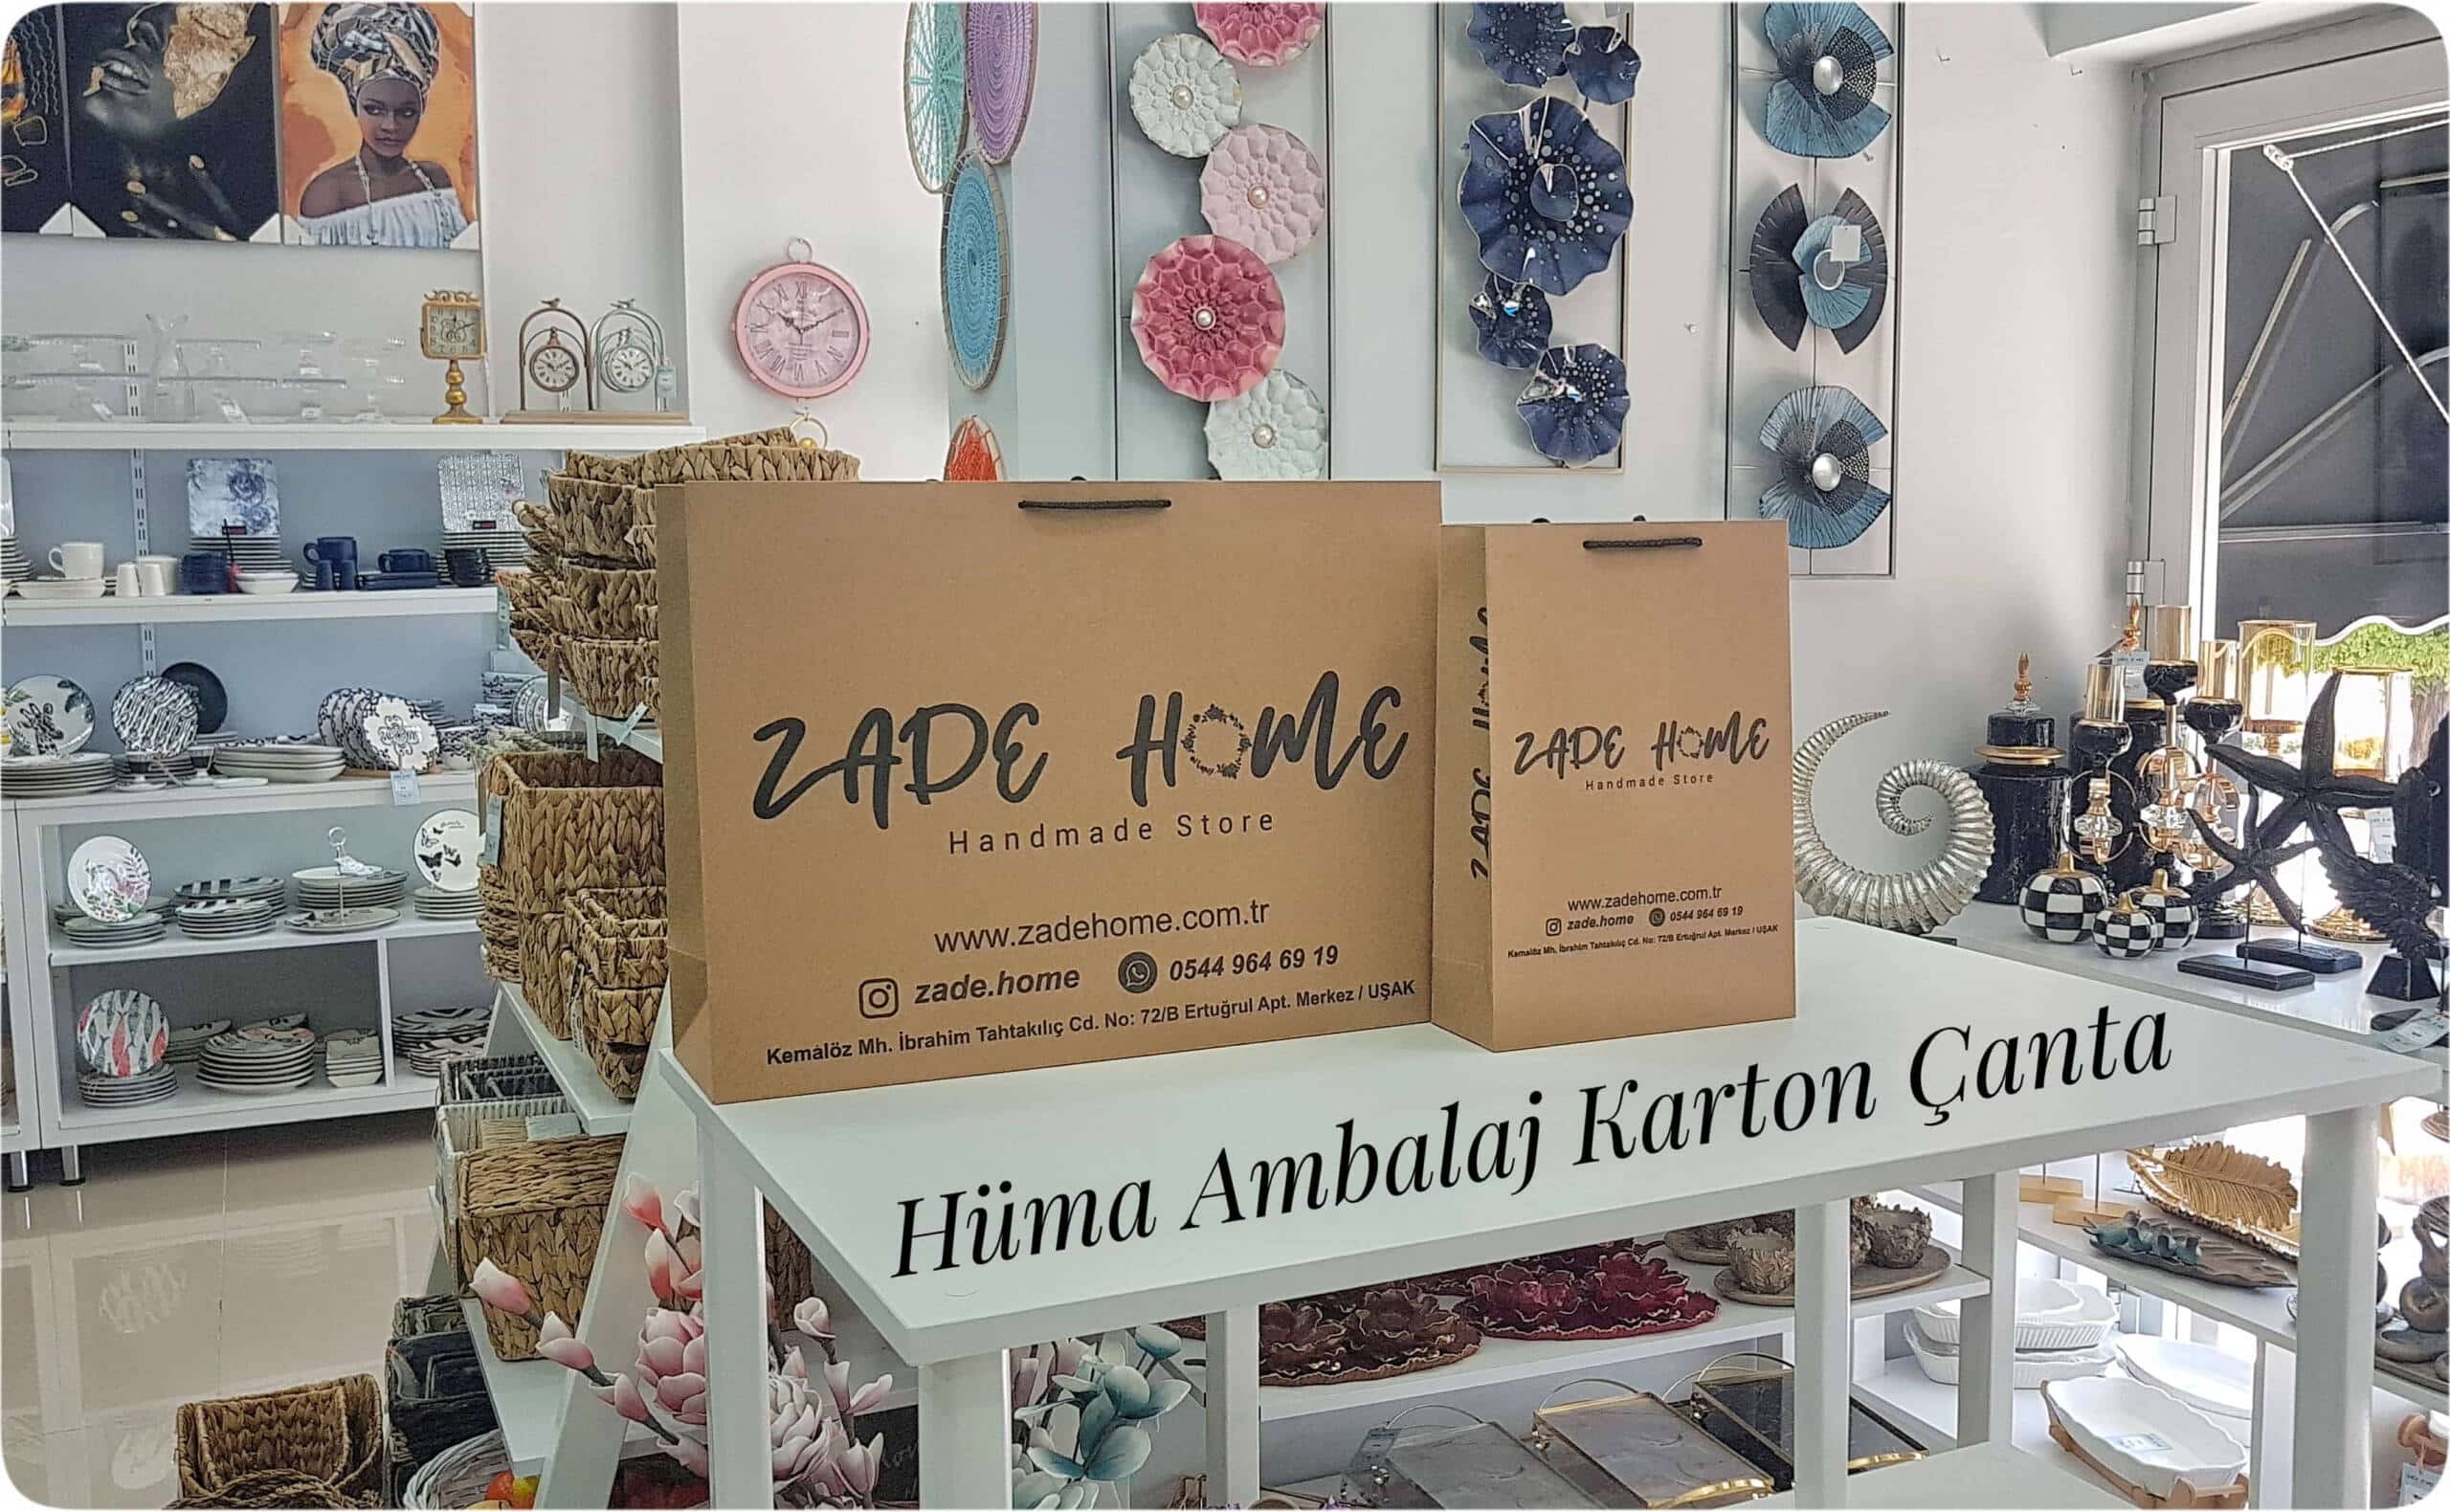 ZADE HOME
Handmade Store
www.zadehome.com.tr
zade.home 0544 964 69 19
Kemalöz Mh. İbrahim Tahtakılıç Cd. No: 72/B Ertuğrul Apt. Merkez / UŞAK
ZADE HOME
ZADE HOME
Handmade Store
www.zadehome.com.tr
zade.home 0544 964 69 19
Kemalöz Mh. İbrahim Tahtakılıç Cd. No: 72/B Ertuğrul Apt. Merkez / UŞAK
Hüma Ambalaj Karton Çanta